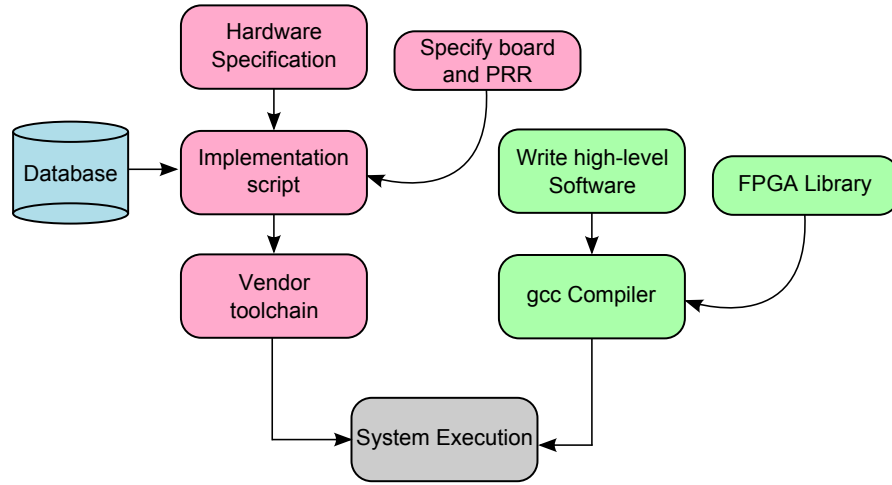 Hardware
Specification
Specify board
and PRR
Database
Implementation
script
Write high-level
Software
FPGA Library
Vendor
toolchain
gcc Compiler
System Execution